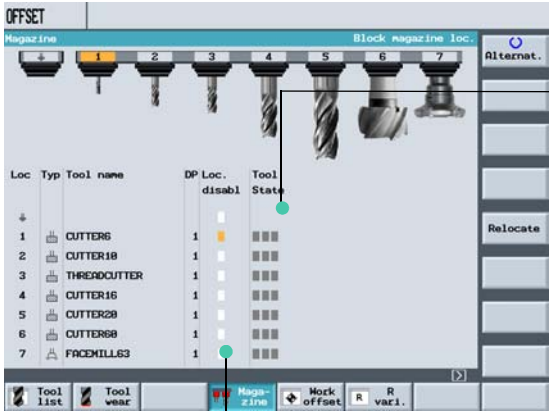 OFFSET
Magazine Block magazine loc.
1 2 3 4 5 6 7
Alternat.
Loc Typ Tool name DP Loc. disabl Tool State
1 CUTTER6 1
2 CUTTER10 1
3 THREADCUTTER 1
4 CUTTER16 1
5 CUTTER20 1
6 CUTTER60 1
7 FACEMILL63 1
Relocate
Tool list Tool wear Maga-zine Work offset R R vari.